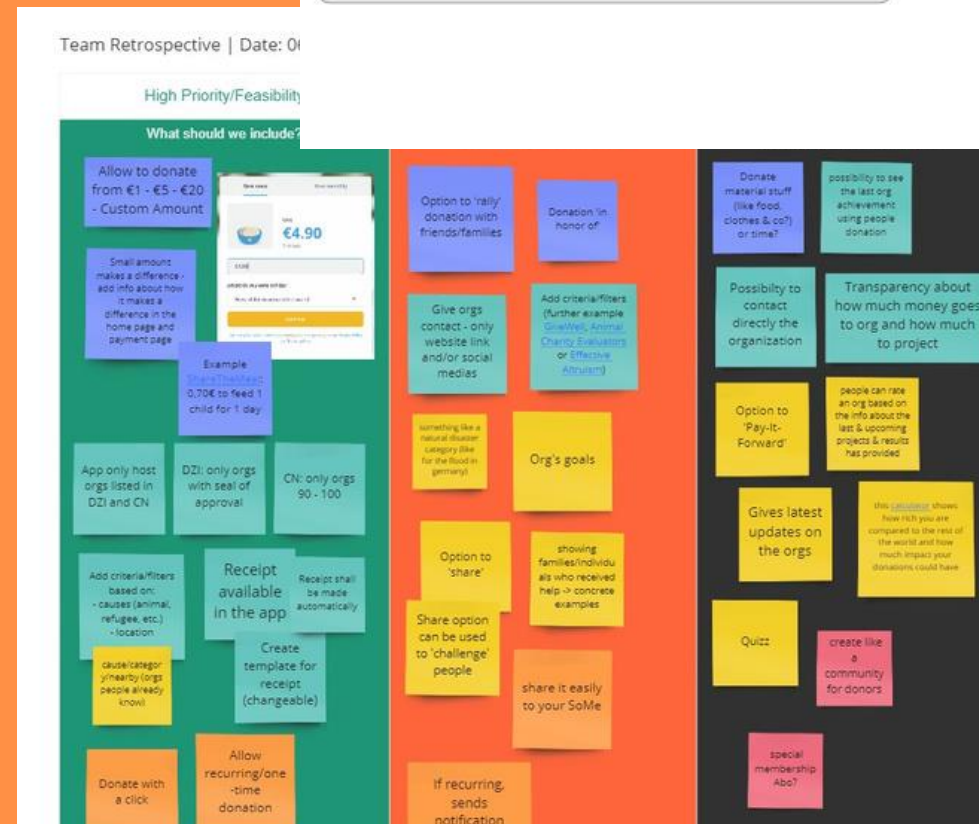 Team Retrospective | Date: 0
High Priority/Feasibility
What should we include?
Allow to donate
from €1 - €5 - €20
- Custom Amount
€4.90
Small amount
makes a difference -
add info about how
it makes a
difference in the
home page and
payment page
Example
ShareTheMeal:
0,70€ to feed 1
child for 1 day
App only host
orgs listed in
DZI and CN
DZI: only orgs
with seal of
approval
CN: only orgs
90 - 100
Add criteria/filters
based on:
- causes (animal,
refugee, etc.)
- location
Receipt
available
in the app
Receipt shall
be made
automatically
cause/categor
y/nearby (orgs
people already
know)
Create
template for
receipt
(changeable)
Donate with
a click
Allow
recurring/one
-time
donation
Option to 'rally'
donation with
friends/families
Donation 'in
honor of'
Give orgs
contact - only
website link
and/or social
medias
Add criteria/filters
(further example
GiveWell, Animal
Charity Evaluators
or Effective
Altruism)
something like a
natural disaster
category (like
for the flood in
germany)
Org's goals
Option to
'share'
showing
families/individu
als who received
help -> concrete
examples
Share option
can be used
to 'challenge'
people
share it easily
to your SoMe
If recurring,
sends
notification
Donate
material stuff
(like food,
clothes & co?)
or time?
possibility to see
the last org
achievement
using people
donation
Possibilty to
contact
directly the
organization
Transparency about
how much money goes
to org and how much
to project
Option to
'Pay-It-
Forward'
people can rate
an org based on
the info about the
last & upcoming
projects & results
has provided
Gives latest
updates on
the orgs
this calculator shows
how rich you are
compared to the rest of
the world and how
much impact your
donations could have
Quizz
create like
a
community
for donors
special
membership
Abo?